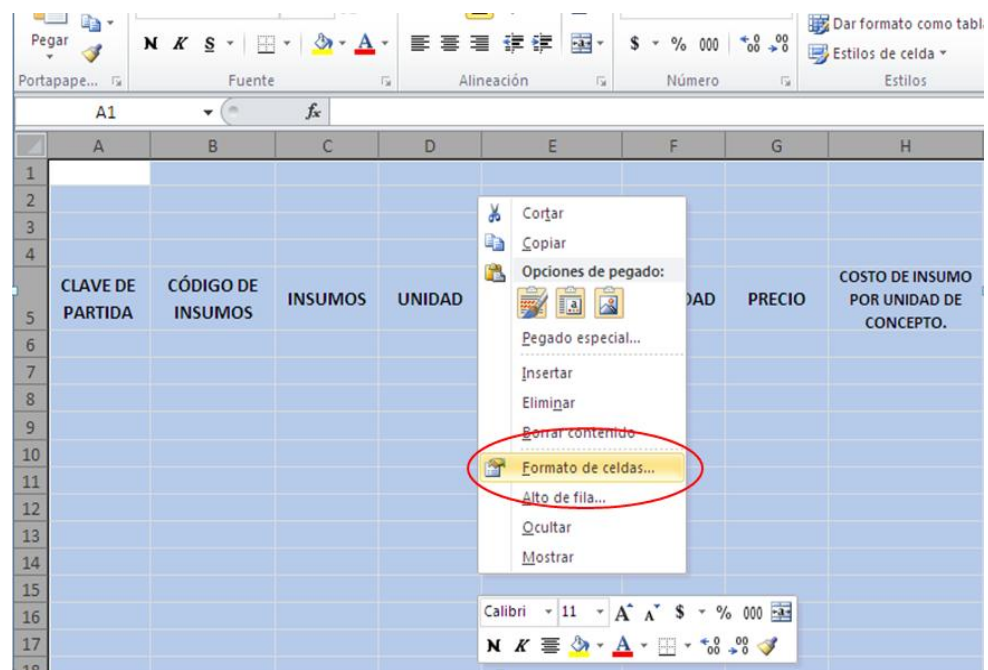 Pegar
N K S A
$ % 000
Dar formato como tabl
Estilos de celda
Portapape... Fuente Alineación Número Estilos
A1 fx
A B C D E F G H
1
2
3
4
5 CLAVE DE PARTIDA CÓDIGO DE INSUMOS INSUMOS UNIDAD DAD PRECIO COSTO DE INSUMO POR UNIDAD DE CONCEPTO.
6
7
8
9
10
11
12
13
14
15
16
17
18
Cortar
Copiar
Opciones de pegado:
Pegado especial...
Insertar
Eliminar
Borrar contenido
Formato de celdas...
Alto de fila...
Ocultar
Mostrar
Calibri 11 A A $ % 000
N K A